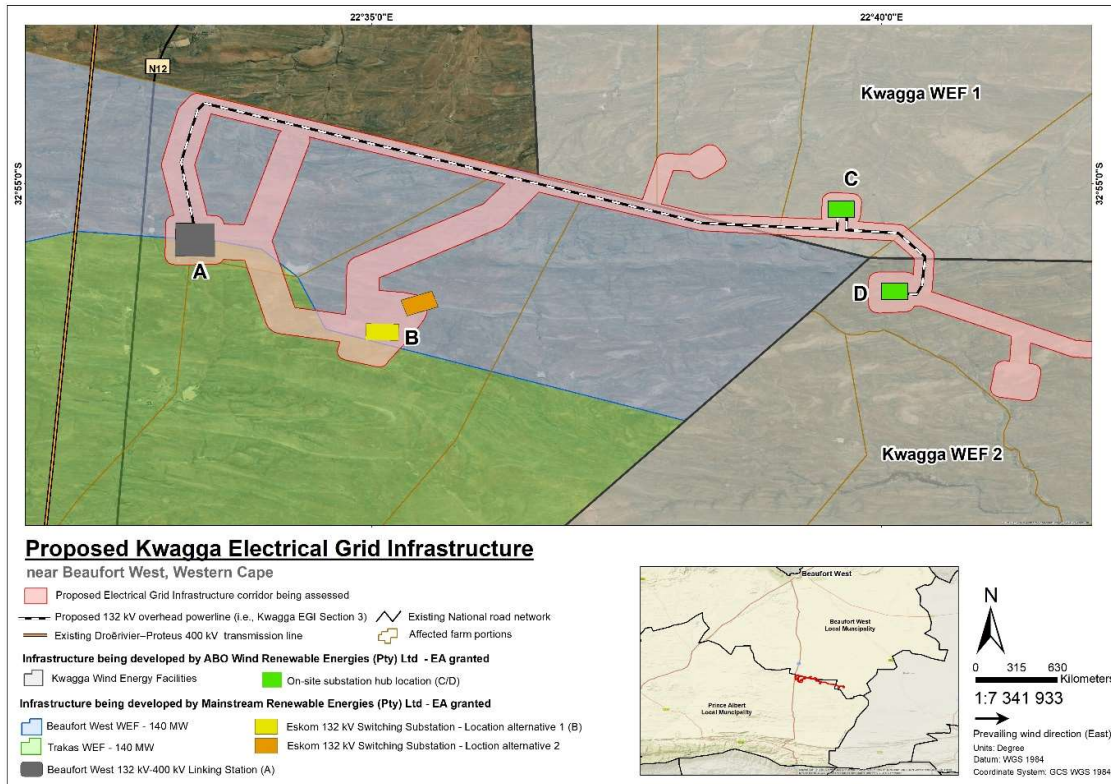 22°35'0"E
22°40'0"E
N12
Kwagga WEF 1
32°55'0"S
32°55'0"S
C
A
D
B
Kwagga WEF 2
Proposed Kwagga Electrical Grid Infrastructure
near Beaufort West, Western Cape
Proposed Electrical Grid Infrastructure corridor being assessed
Proposed 132 kV overhead powerline (i.e., Kwagga EGI Section 3)
Existing National road network
Existing Droërivier–Proteus 400 kV transmission line
Affected farm portions
Infrastructure being developed by ABO Wind Renewable Energies (Pty) Ltd - EA granted
Kwagga Wind Energy Facilities
On-site substation hub location (C/D)
Infrastructure being developed by Mainstream Renewable Energies (Pty) Ltd - EA granted
Beaufort West WEF - 140 MW
Eskom 132 kV Switching Substation - Location alternative 1 (B)
Trakas WEF - 140 MW
Eskom 132 kV Switching Substation - Loction alternative 2
Beaufort West 132 kV-400 kV Linking Station (A)
Beaufort West
Beaufort West
Local Municipality
Prince Albert
Local Municipality
N
0 315 630
Kilometers
1:7 341 933
Prevailing wind direction (East)
Units: Degree
Datum: WGS 1984
Coordinate System: GCS WGS 1984